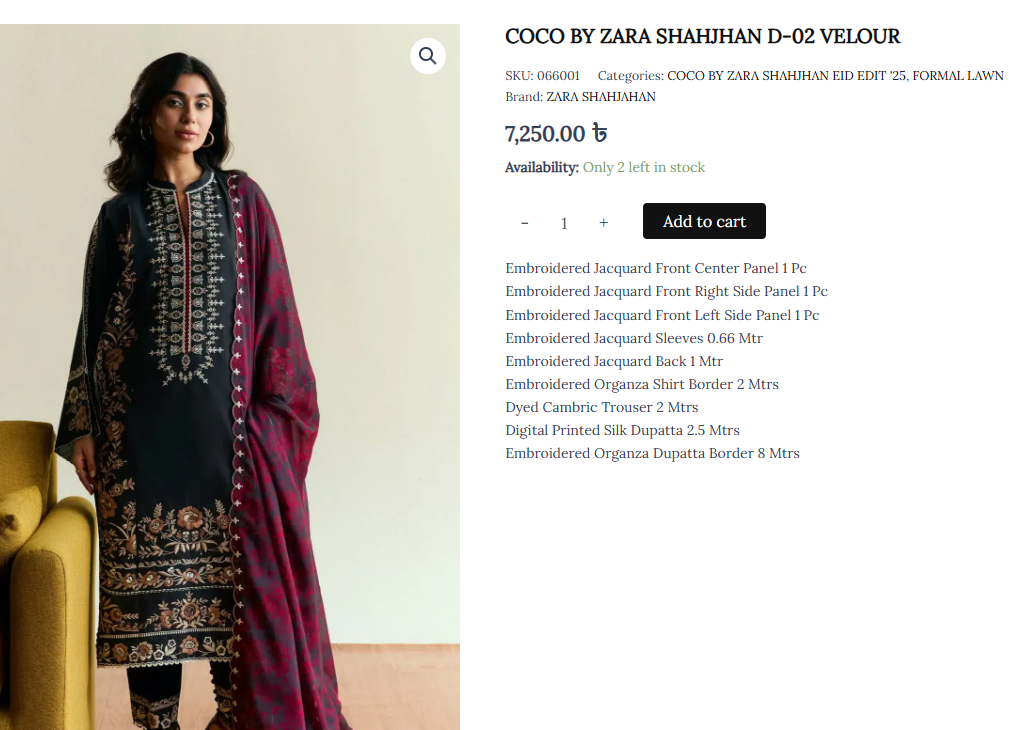 COCO BY ZARA SHAHJHAN D-02 VELOUR
SKU: 066001 Categories: COCO BY ZARA SHAHJHAN EID EDIT '25, FORMAL LAWN
Brand: ZARA SHAHJAHAN
7,250.00 ৳
Availability: Only 2 left in stock
- 1 + Add to cart
Embroidered Jacquard Front Center Panel 1 Pc
Embroidered Jacquard Front Right Side Panel 1 Pc
Embroidered Jacquard Front Left Side Panel 1 Pc
Embroidered Jacquard Sleeves 0.66 Mtr
Embroidered Jacquard Back 1 Mtr
Embroidered Organza Shirt Border 2 Mtrs
Dyed Cambric Trouser 2 Mtrs
Digital Printed Silk Dupatta 2.5 Mtrs
Embroidered Organza Dupatta Border 8 Mtrs